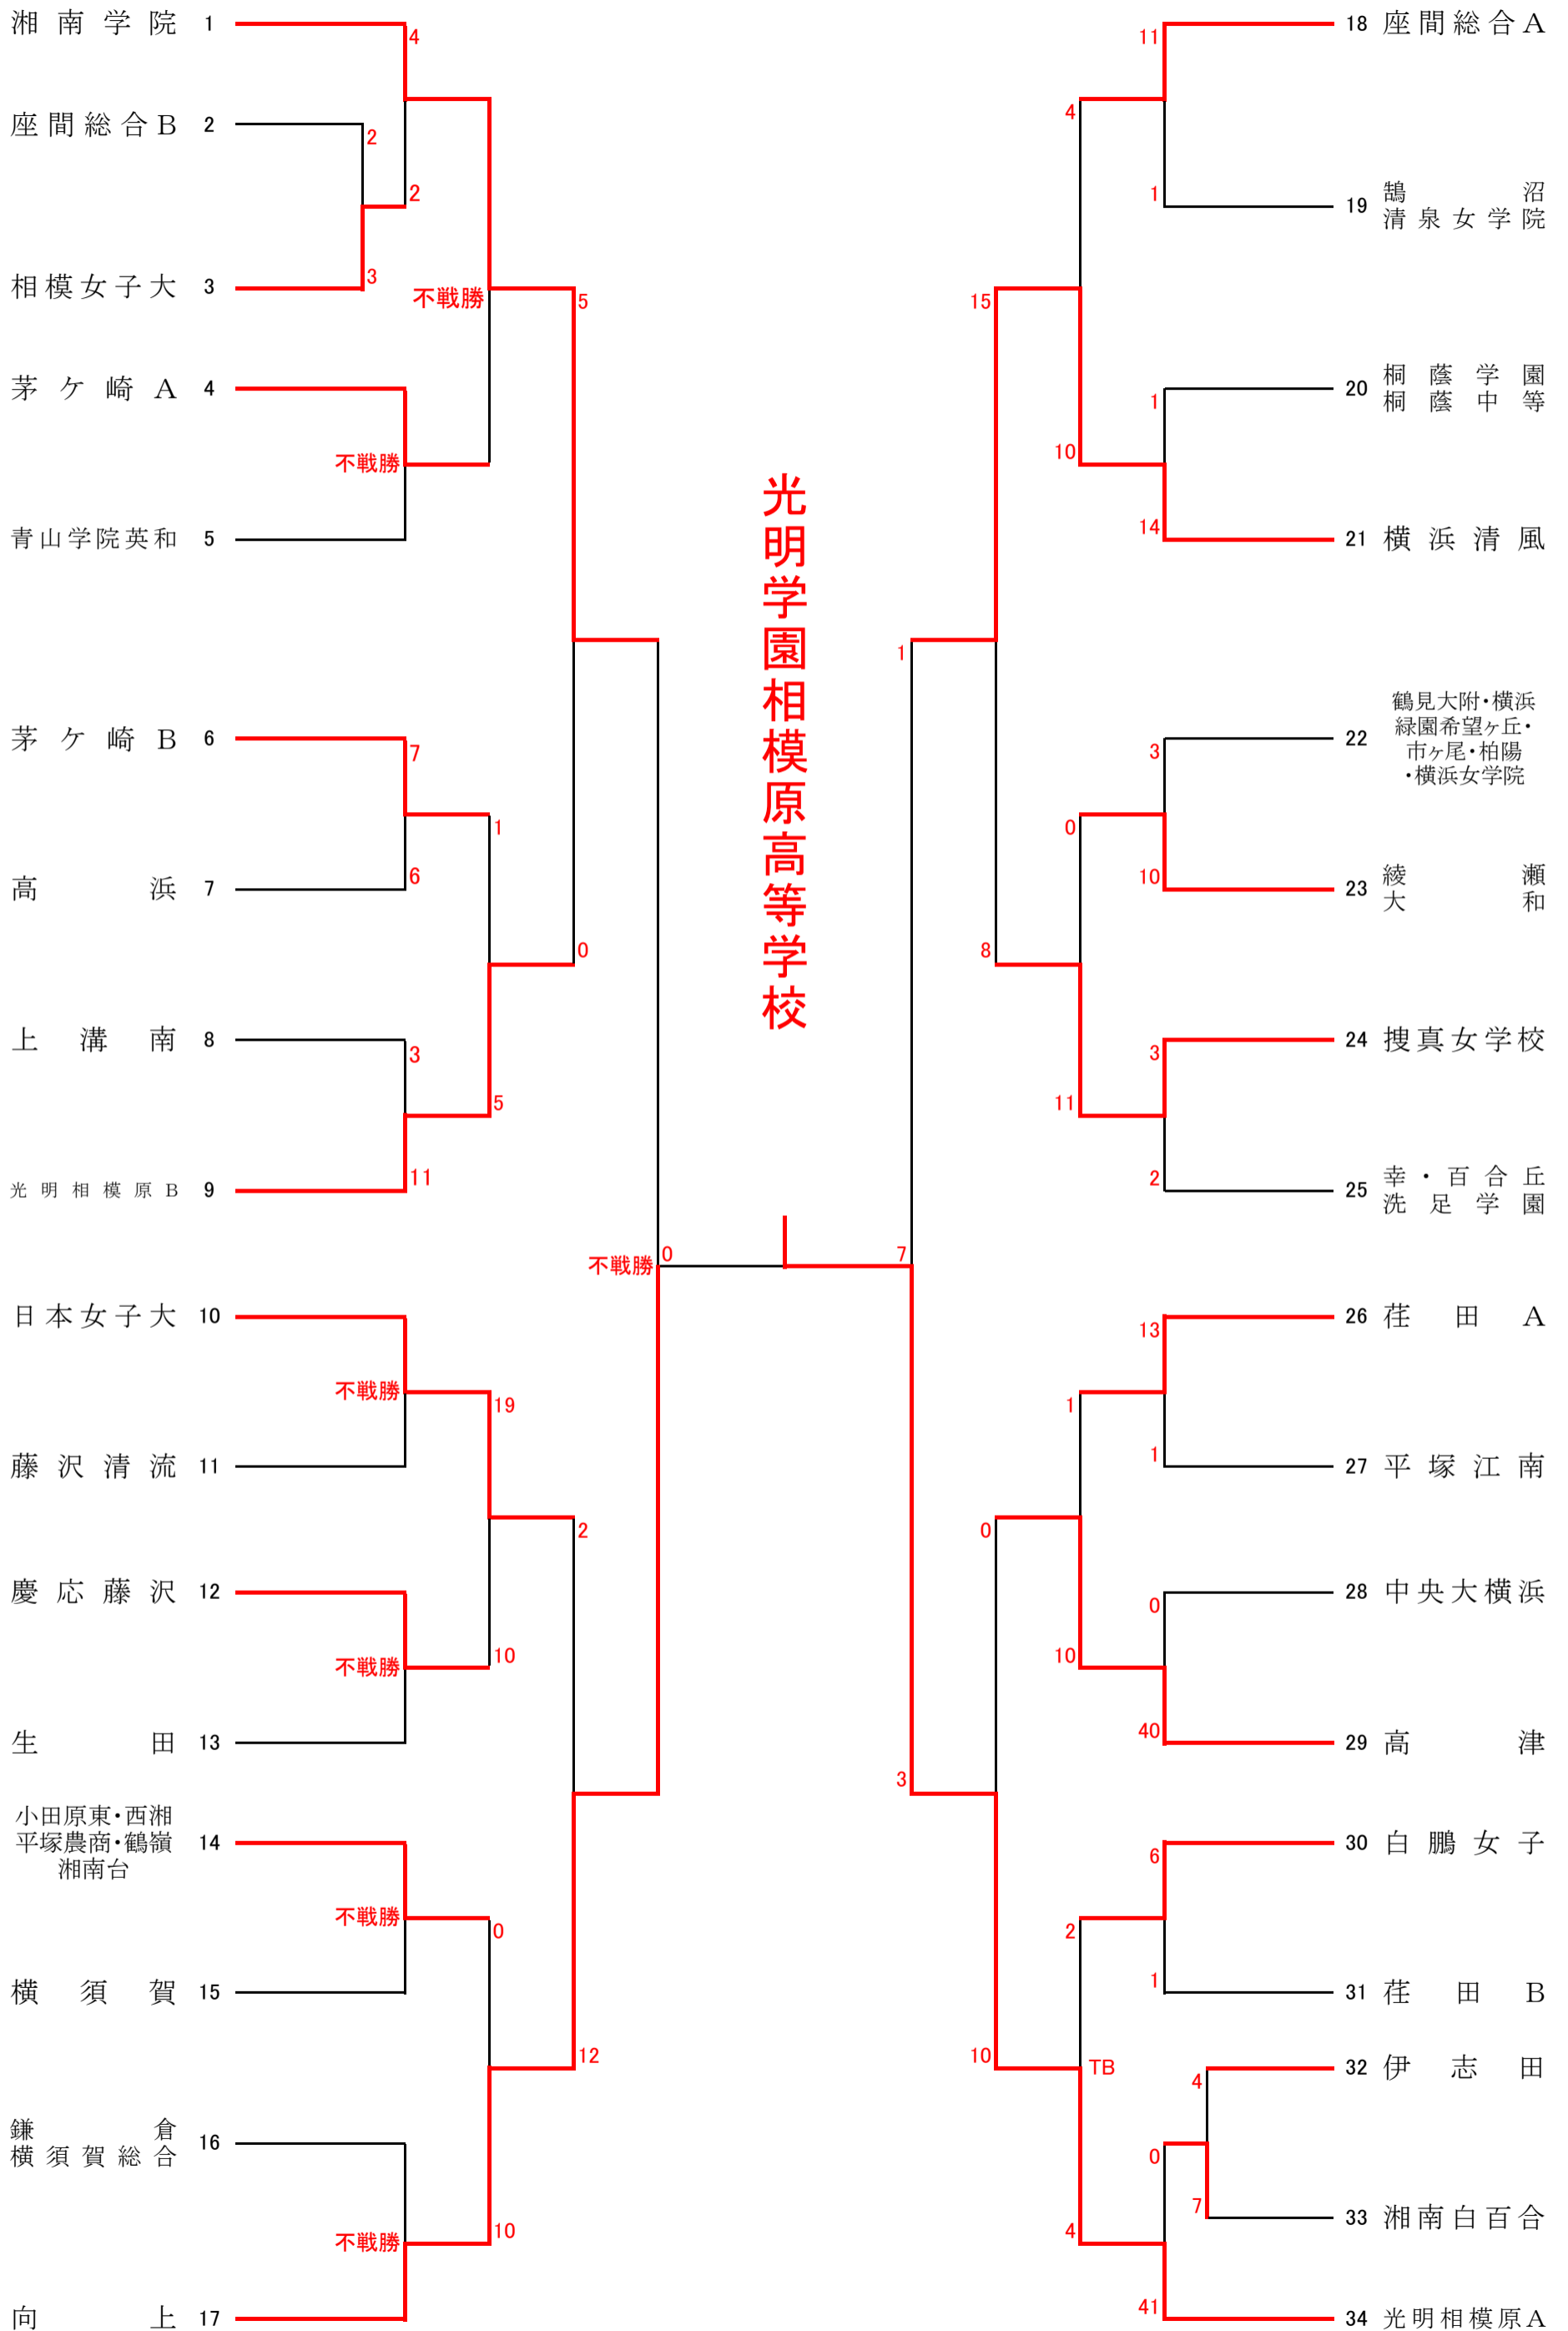 湘南学院 1
座間総合B 2
相模女子大 3
茅ケ崎A 4
青山学院英和 5
茅ケ崎B 6
高浜 7
上溝南 8
光明相模原B 9
日本女子大 10
藤沢清流 11
慶応藤沢 12
生田 13
小田原東・西湘
平塚農商・鶴嶺 14
湘南台
横須賀 15
鎌倉
横須賀総合 16
向上 17
4
2
2
3
不戦勝
5
不戦勝
7
1
6
0
3
5
11
不戦勝
0
不戦勝
19
2
不戦勝
10
不戦勝
0
12
不戦勝
10
光明学園相模原高等学校
11
4
1
15
1
10
14
1
3
0
10
8
3
11
2
7
13
1
1
0
0
10
40
3
6
2
1
10
TB
4
0
7
4
41
18 座間総合A
19 鵠沼
清泉女学院
20 桐蔭学園
桐蔭中等
21 横浜清風
鶴見大附・横浜
緑園希望ヶ丘・
22 市ヶ尾・柏陽
・横浜女学院
23 綾瀬
大和
24 捜真女学校
25 幸・百合丘
洗足学園
26 荏田A
27 平塚江南
28 中央大横浜
29 高津
30 白鵬女子
31 荏田B
32 伊志田
33 湘南白百合
34 光明相模原A